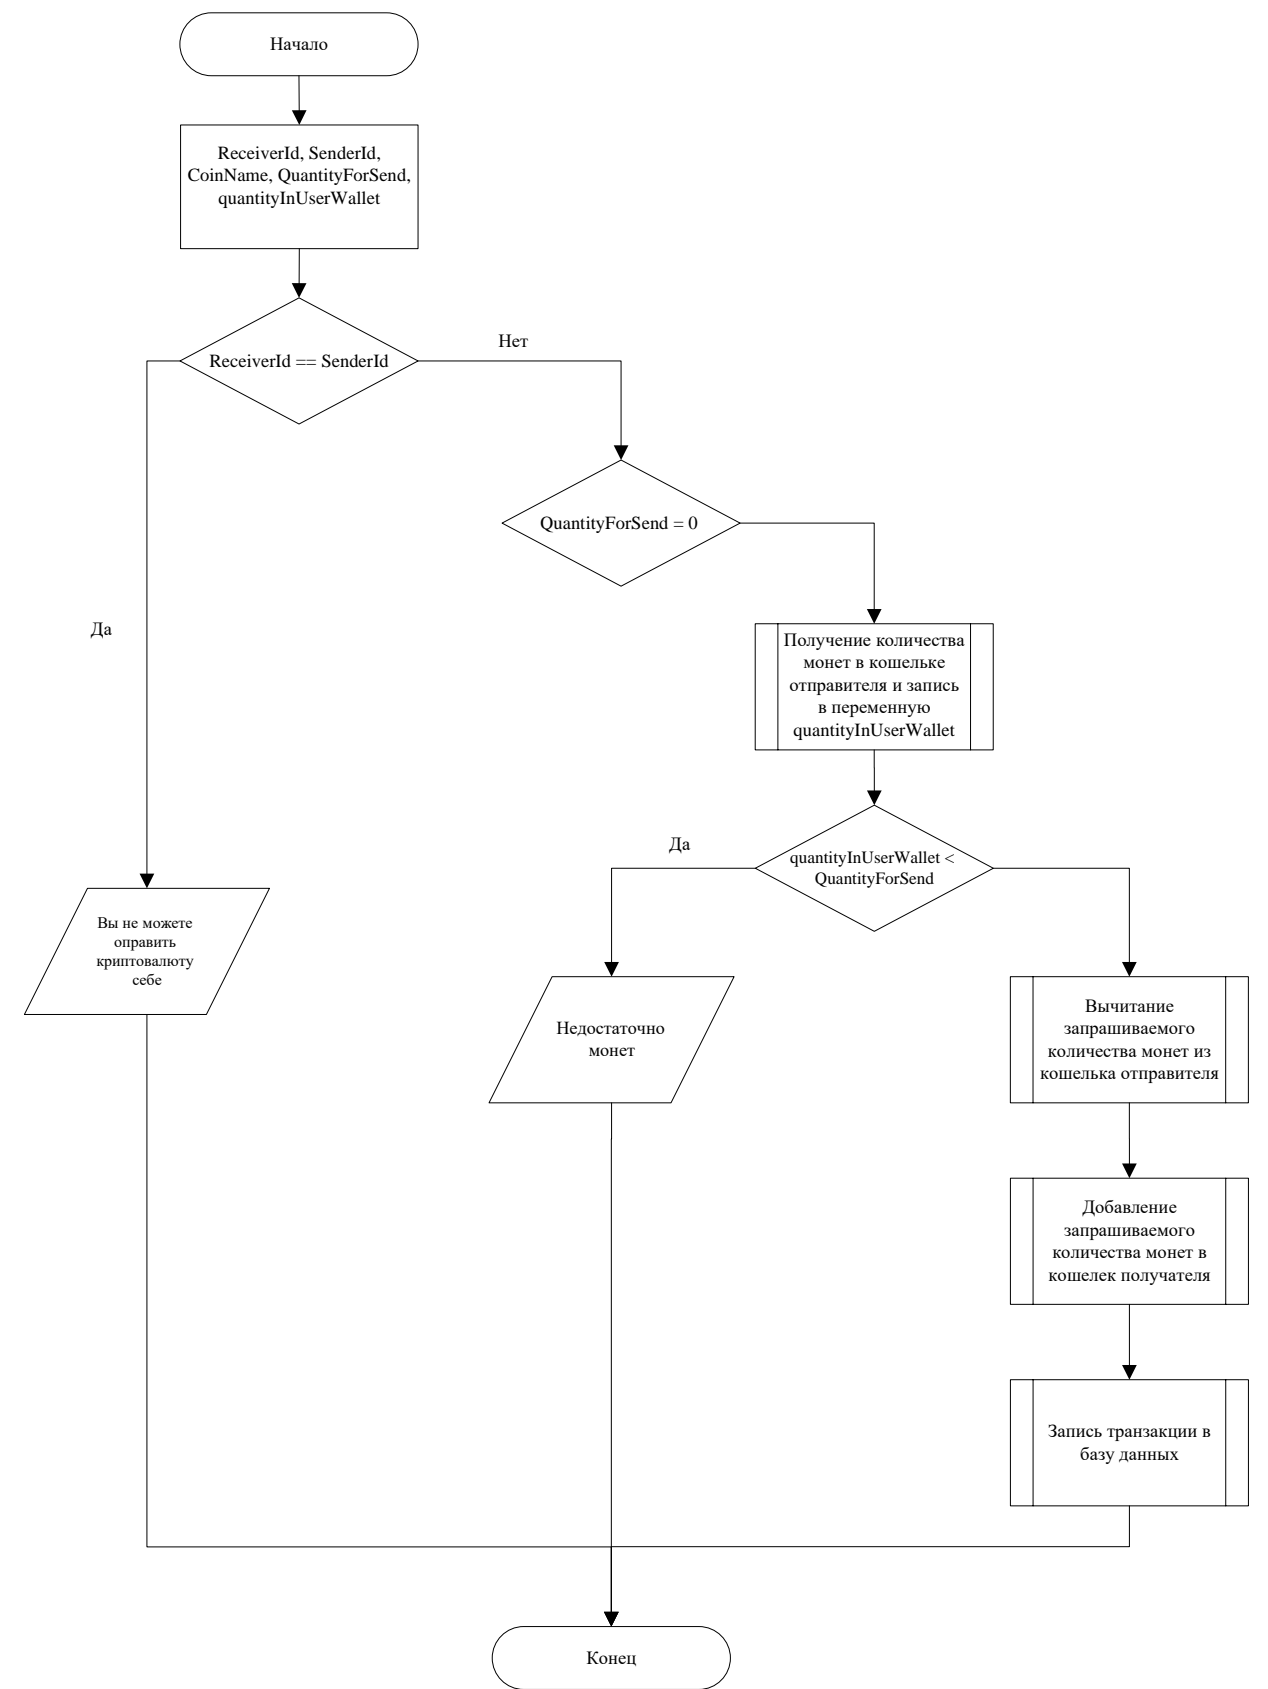 Начало
ReceiverId, SenderId,
CoinName, QuantityForSend,
quantityInUserWallet
ReceiverId == SenderId
Нет
QuantityForSend = 0
Да
Получение количества
монет в кошельке
отправителя и запись
в переменную
quantityInUserWallet
Да
quantityInUserWallet <
QuantityForSend
Вы не можете
оправить
криптовалюту
себе
Недостаточно
монет
Вычитание
запрашиваемого
количества монет из
кошелька отправителя
Добавление
запрашиваемого
количества монет в
кошелек получателя
Запись транзакции в
базу данных
Конец